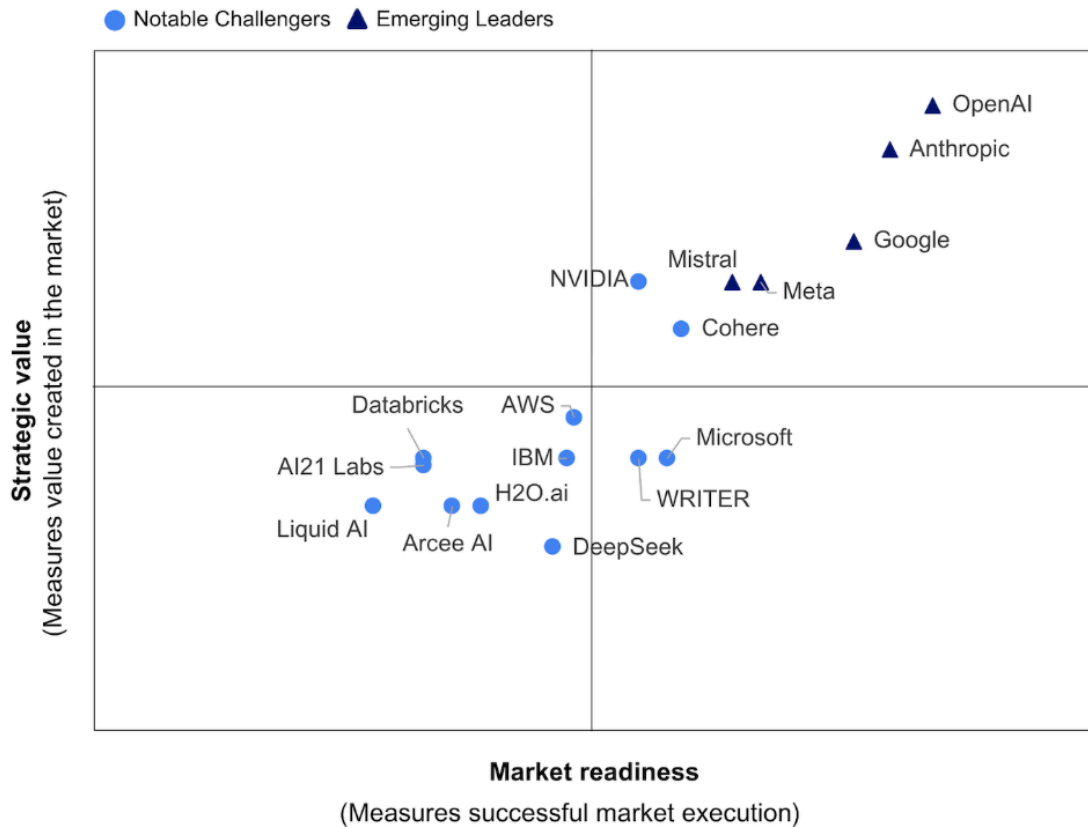 Notable Challengers
Emerging Leaders
OpenAI
Anthropic
Google
Mistral
NVIDIA
Meta
Cohere
Databricks
AWS
AI21 Labs
IBM
Microsoft
H2O.ai
WRITER
Liquid AI
Arcee AI
DeepSeek
Strategic value
(Measures value created in the market)
Market readiness
(Measures successful market execution)